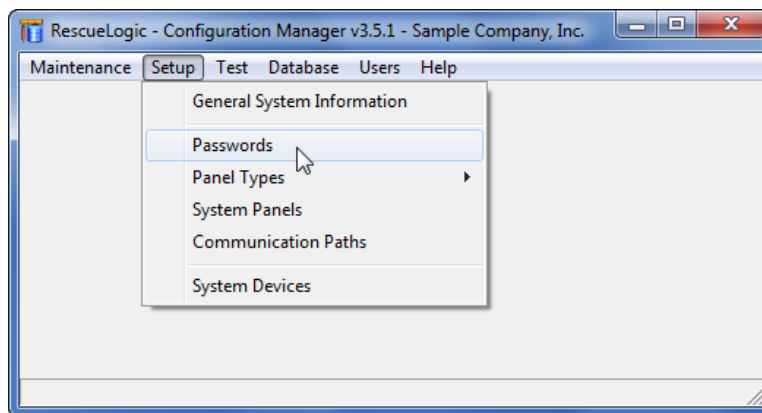 RescueLogic - Configuration Manager v3.5.1 - Sample Company, Inc.
Maintenance Setup Test Database Users Help
General System Information
Passwords
Panel Types
System Panels
Communication Paths
System Devices